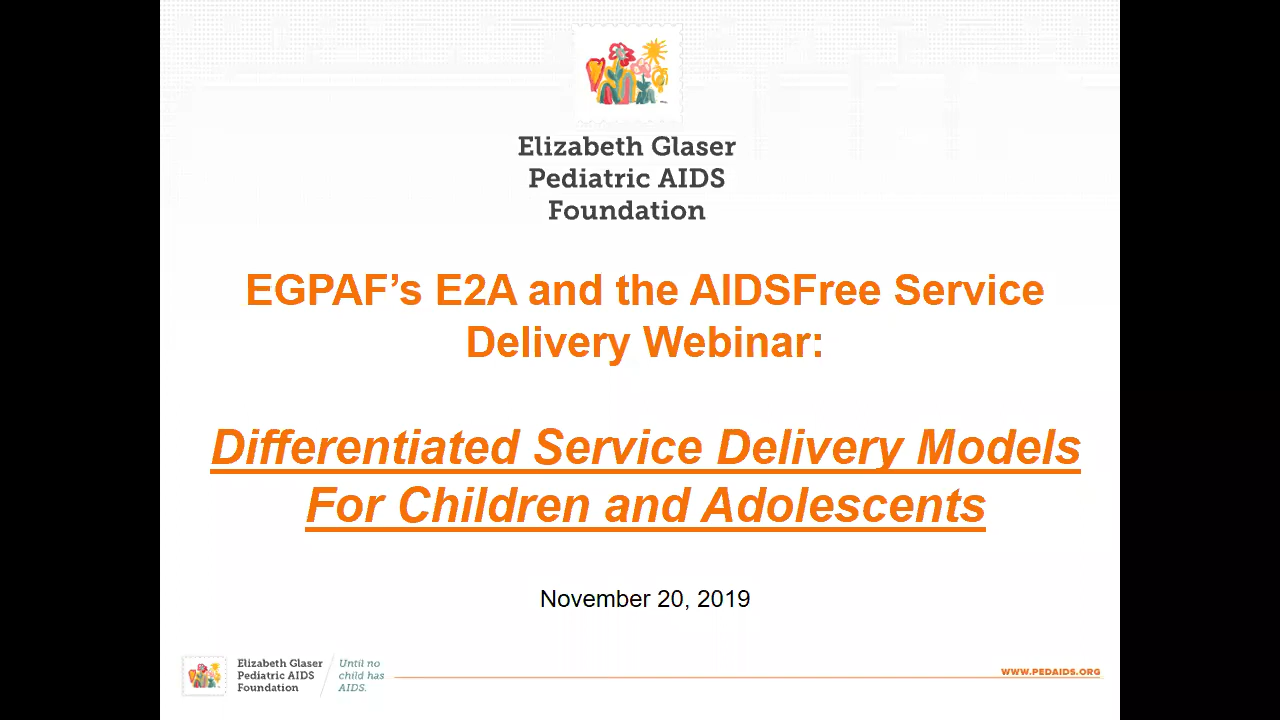 Elizabeth Glaser
Pediatric AIDS
Foundation
EGPAF’s E2A and the AIDSFree Service
Delivery Webinar:
Differentiated Service Delivery Models
For Children and Adolescents
November 20, 2019
Elizabeth Glaser
Pediatric AIDS
Foundation
Until no
child has
AIDS.
WWW.PEDAIDS.ORG